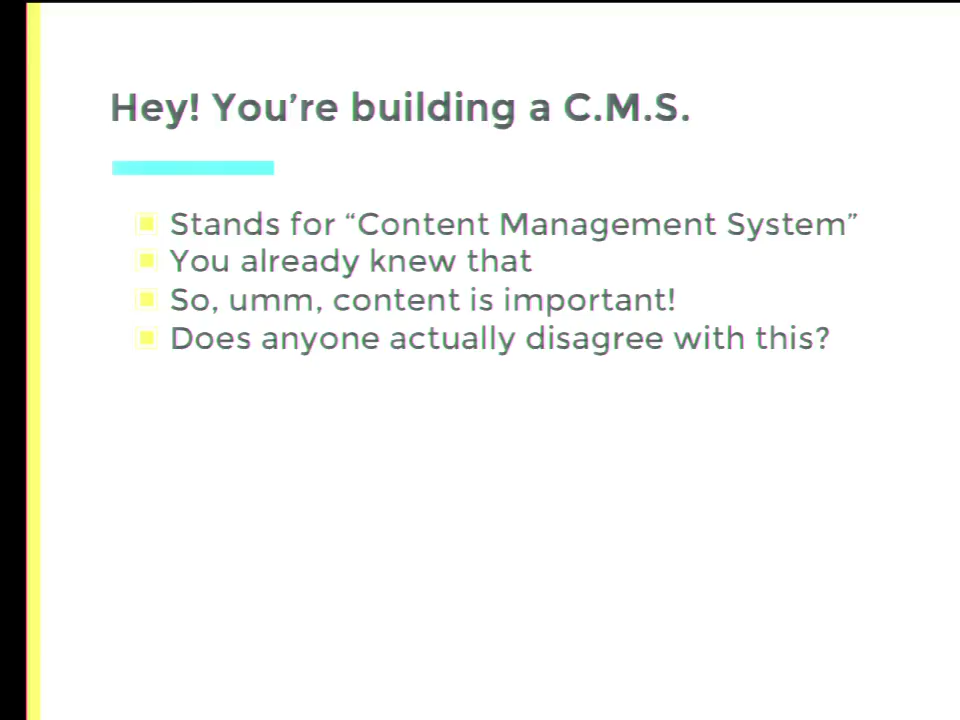 Hey! You’re building a C.M.S.
Stands for “Content Management System”
You already knew that
So, umm, content is important!
Does anyone actually disagree with this?